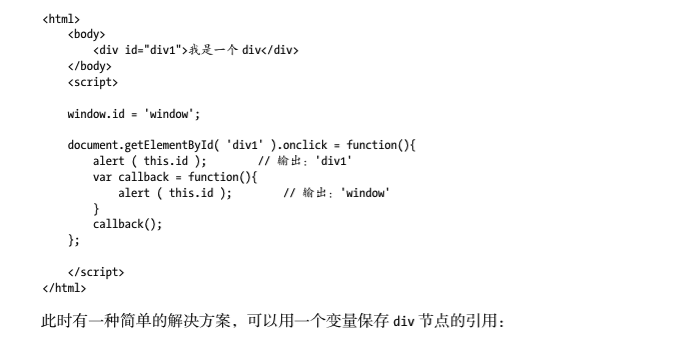 <html>
    <body>
        <div id="div1">我是一个 div</div>
    </body>
    <script>

    window.id = 'window';

    document.getElementById( 'div1' ).onclick = function(){
        alert ( this.id );        // 输出：'div1'
        var callback = function(){
            alert ( this.id );        // 输出：'window'
        }
        callback();
    };

    </script>
</html>
此时有一种简单的解决方案，可以用一个变量保存 div 节点的引用：